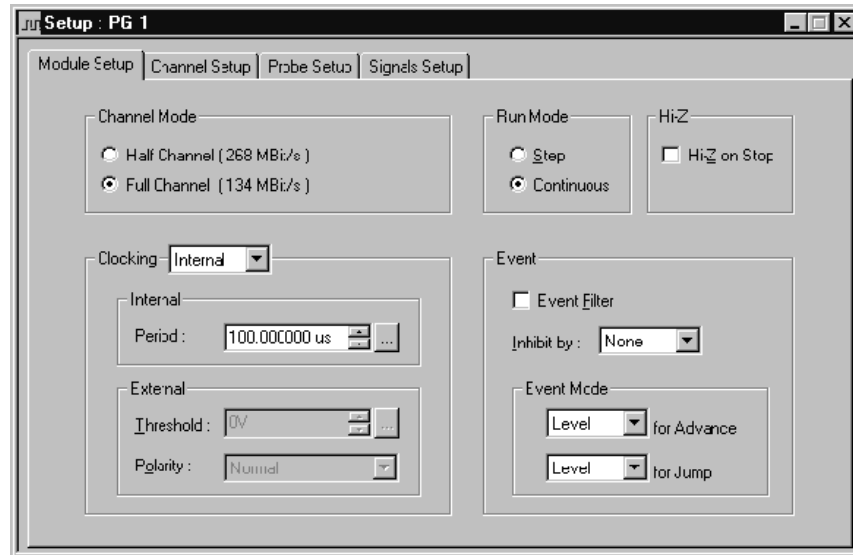 Setup : PG 1
Module Setup Channel Setup Probe Setup Signals Setup
Channel Mode
Half Channel ( 268 MBit/s )
Full Channel ( 134 MBit/s )
Run Mode
Step
Continuous
Hi-Z
Hi-Z on Stop
Clocking Internal
Internal
Period : 100.000000 us ...
External
Threshold : 0V ...
Polarity : Normal
Event
Event Filter
Inhibit by : None
Event Mode
Level for Advance
Level for Jump